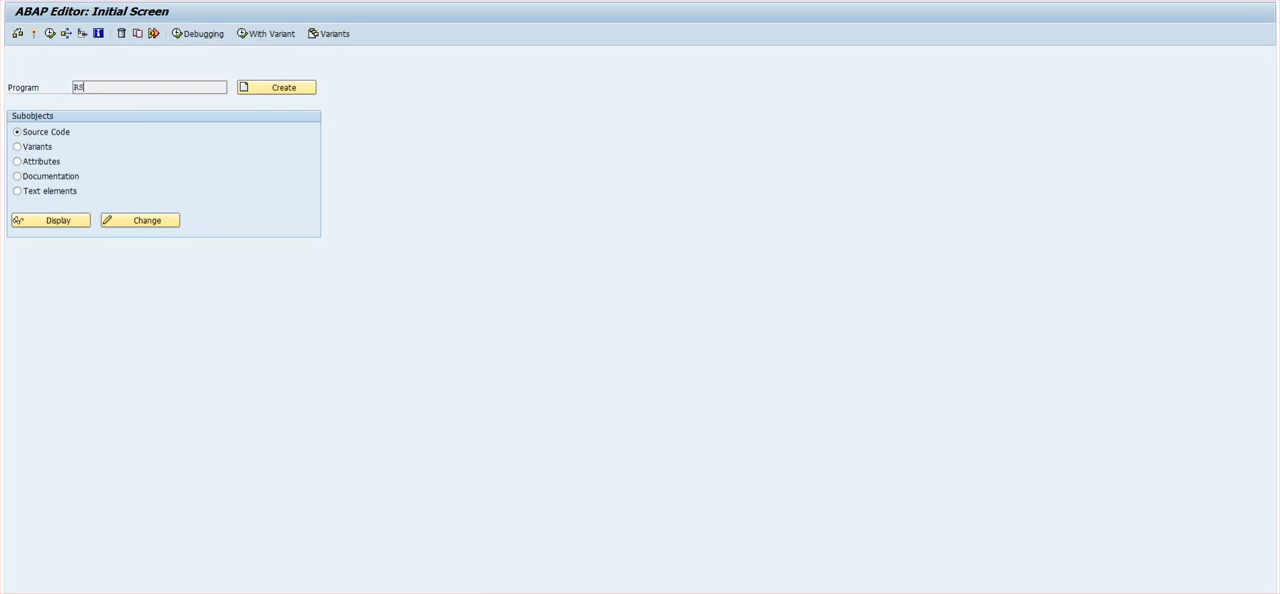 ABAP Editor: Initial Screen
Debugging With Variant Variants
Program RS Create
Subobjects
Source Code
Variants
Attributes
Documentation
Text elements
Display Change